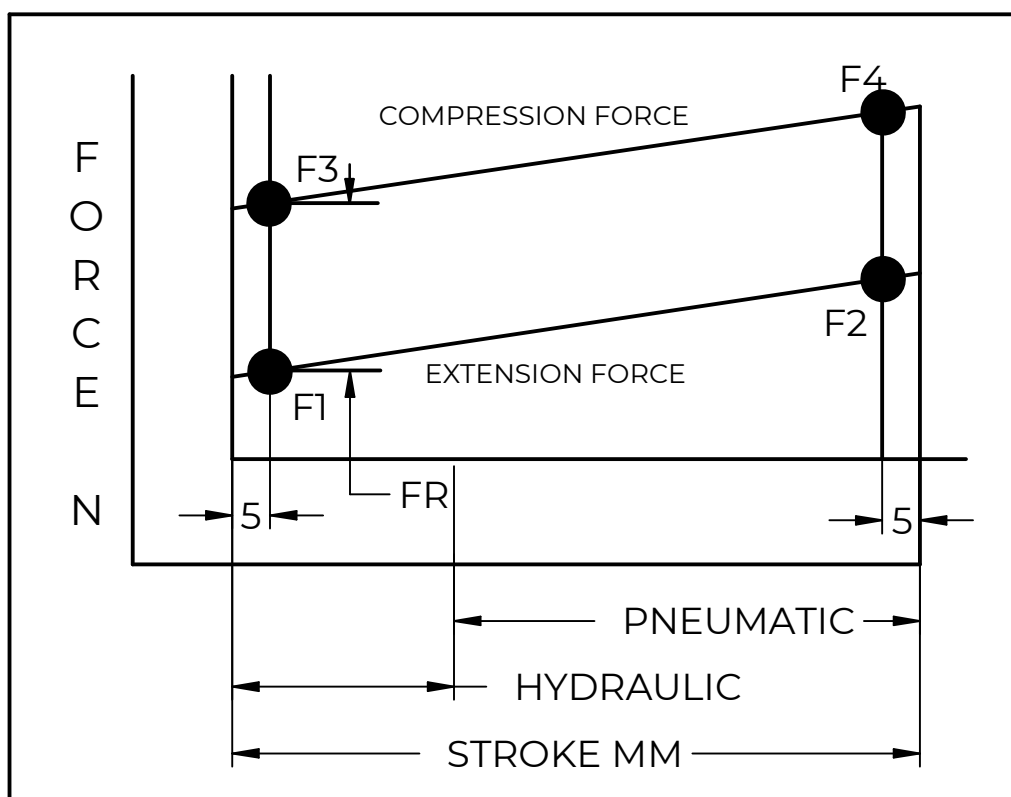 F4
COMPRESSION FORCE
F3
F
O
R
C
E
N
F2
EXTENSION FORCE
F1
FR
5
5
PNEUMATIC
HYDRAULIC
STROKE MM